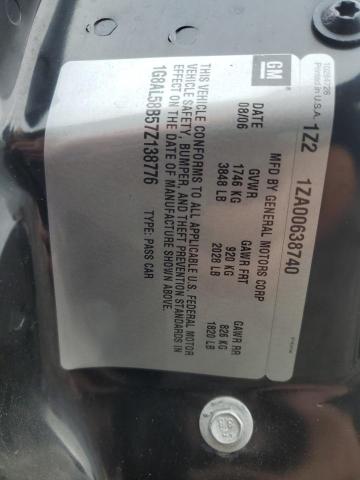 10284726
Printed in U.S.A.
1Z2
1ZA00638740
GM
MFD BY GENERAL MOTORS CORP
DATE GVWR GAWR FRT GAWR RR
08/06 1746 KG 920 KG 826 KG
3848 LB 2028 LB 1820 LB
THIS VEHICLE CONFORMS TO ALL APPLICABLE U.S. FEDERAL MOTOR
VEHICLE SAFETY, BUMPER, AND THEFT PREVENTION STANDARDS IN
EFFECT ON THE DATE OF MANUFACTURE SHOWN ABOVE.
1G8AL58B57Z138776 TYPE: PASS CAR